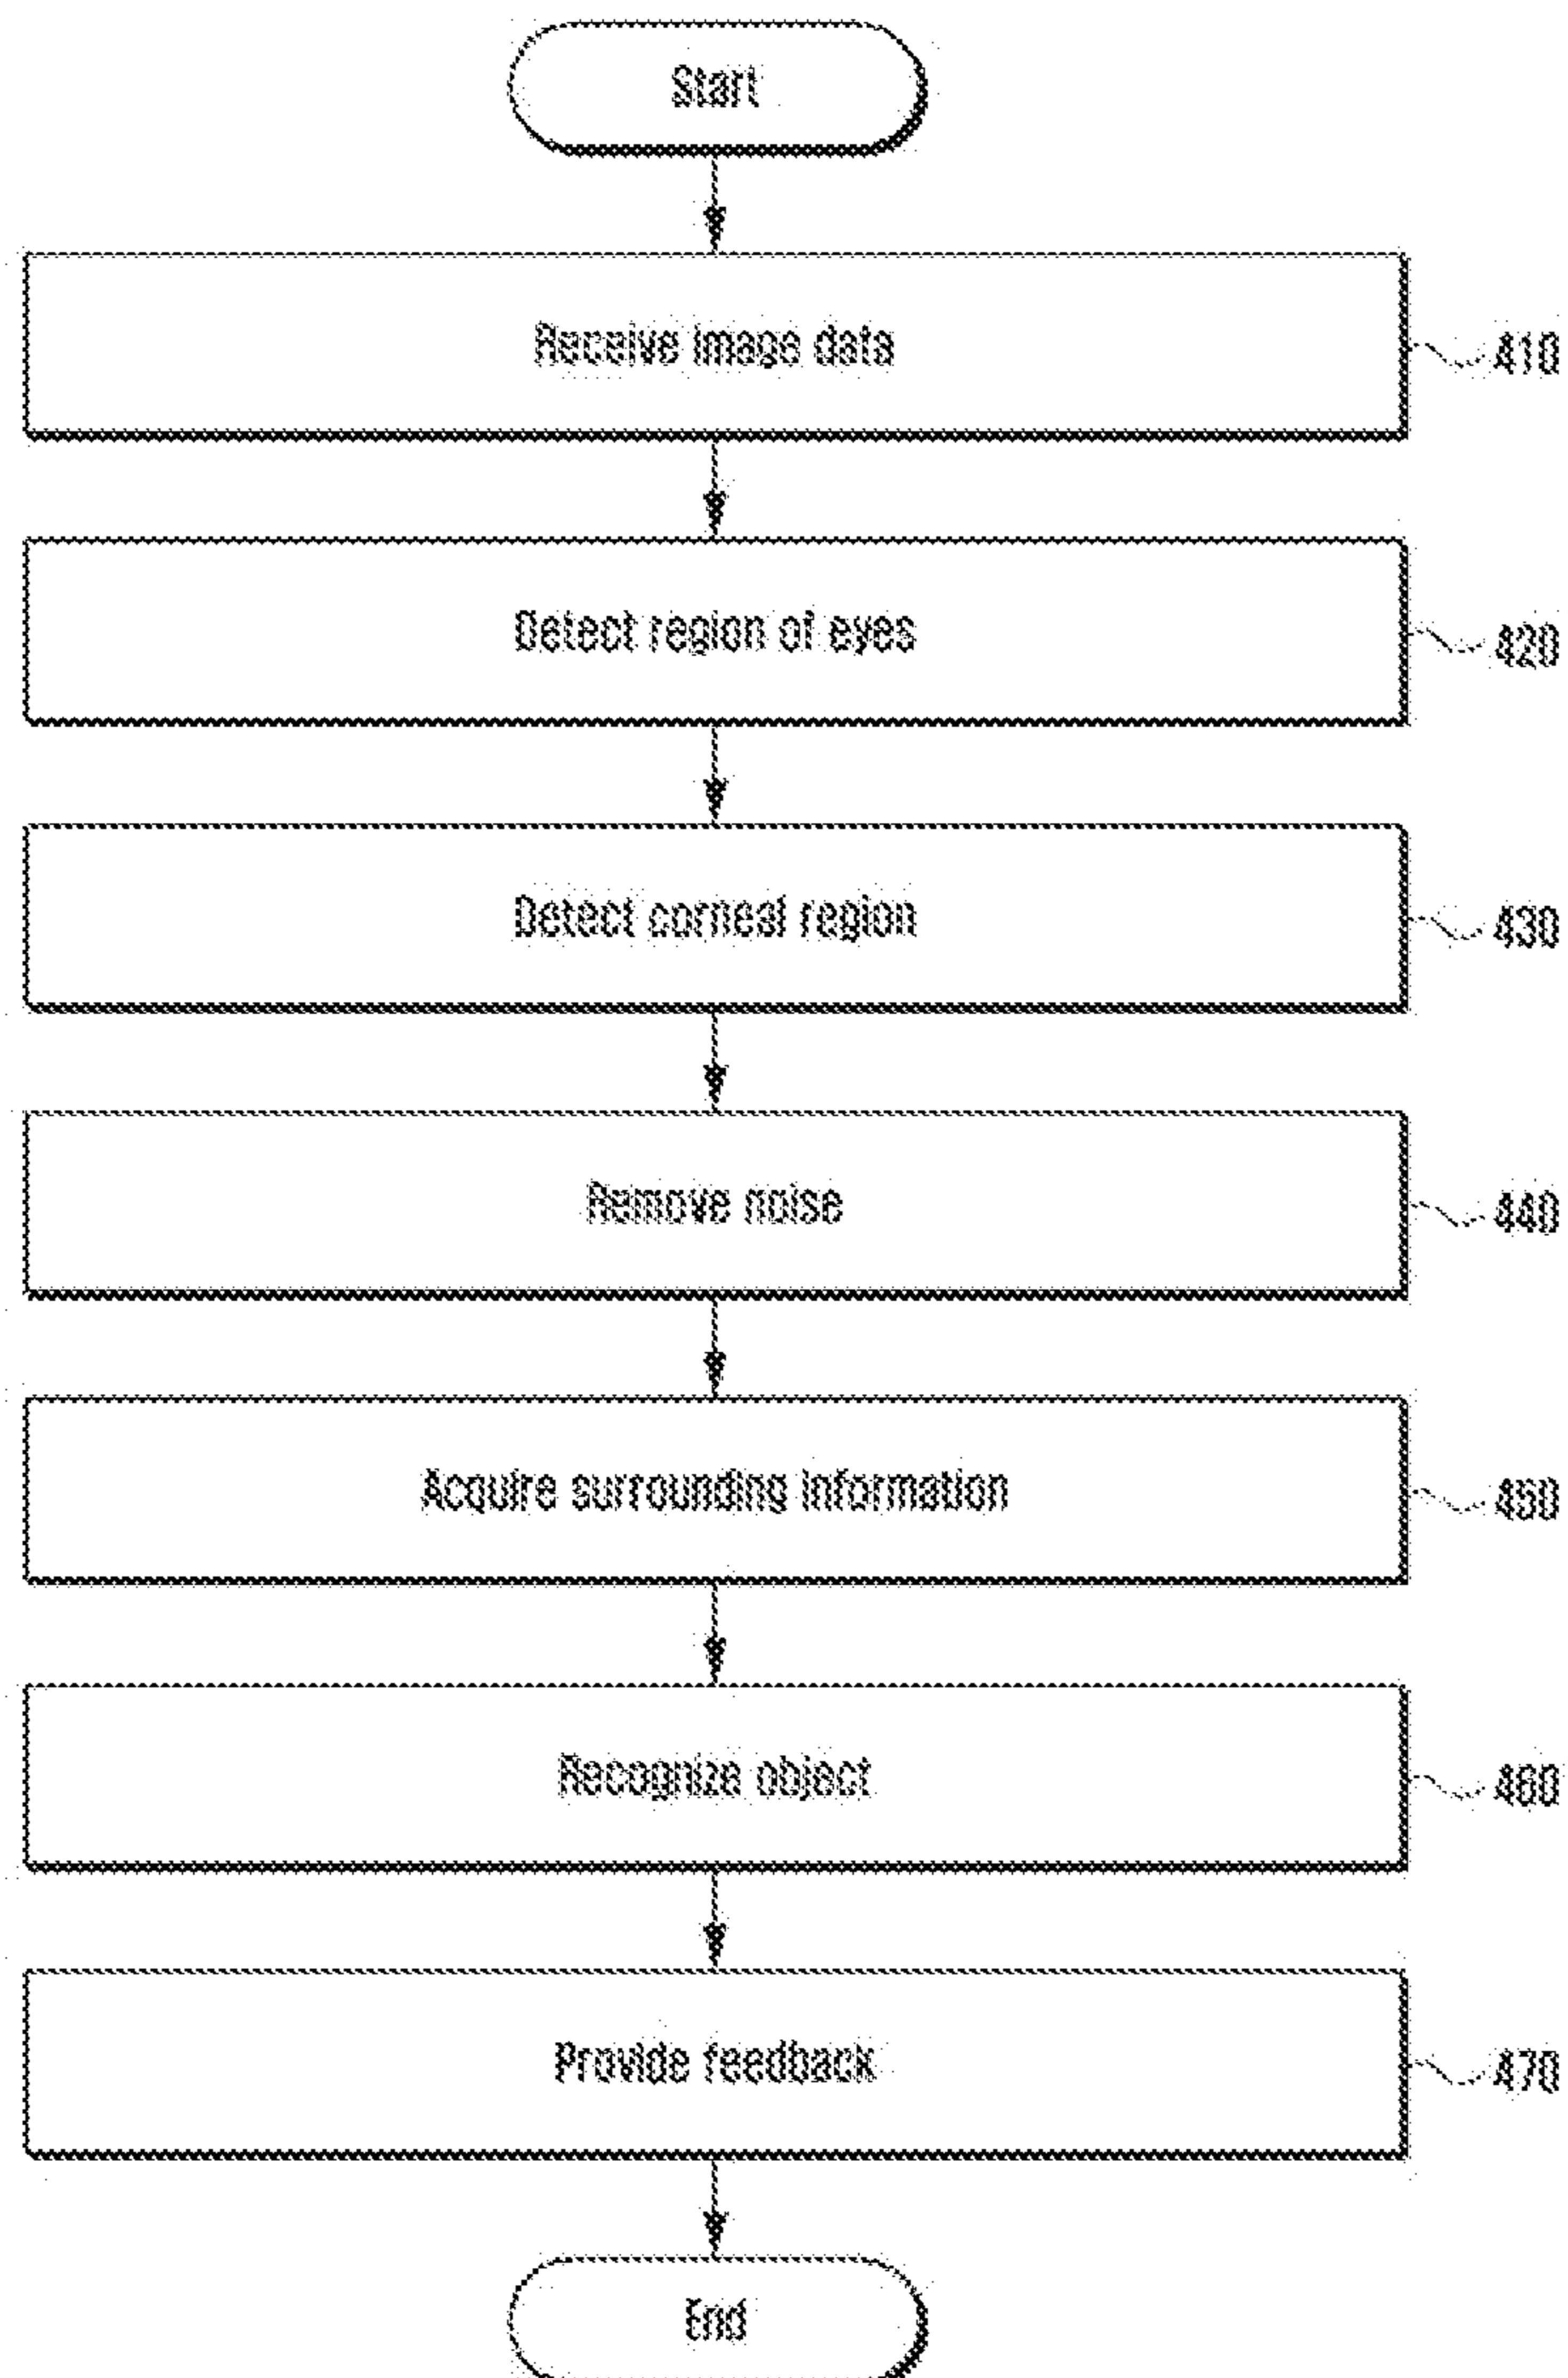 Start
Receive image data
410
Detect region of eyes
420
Detect corneal region
430
Remove noise
440
Acquire surrounding information
450
Recognize object
460
Provide feedback
470
End